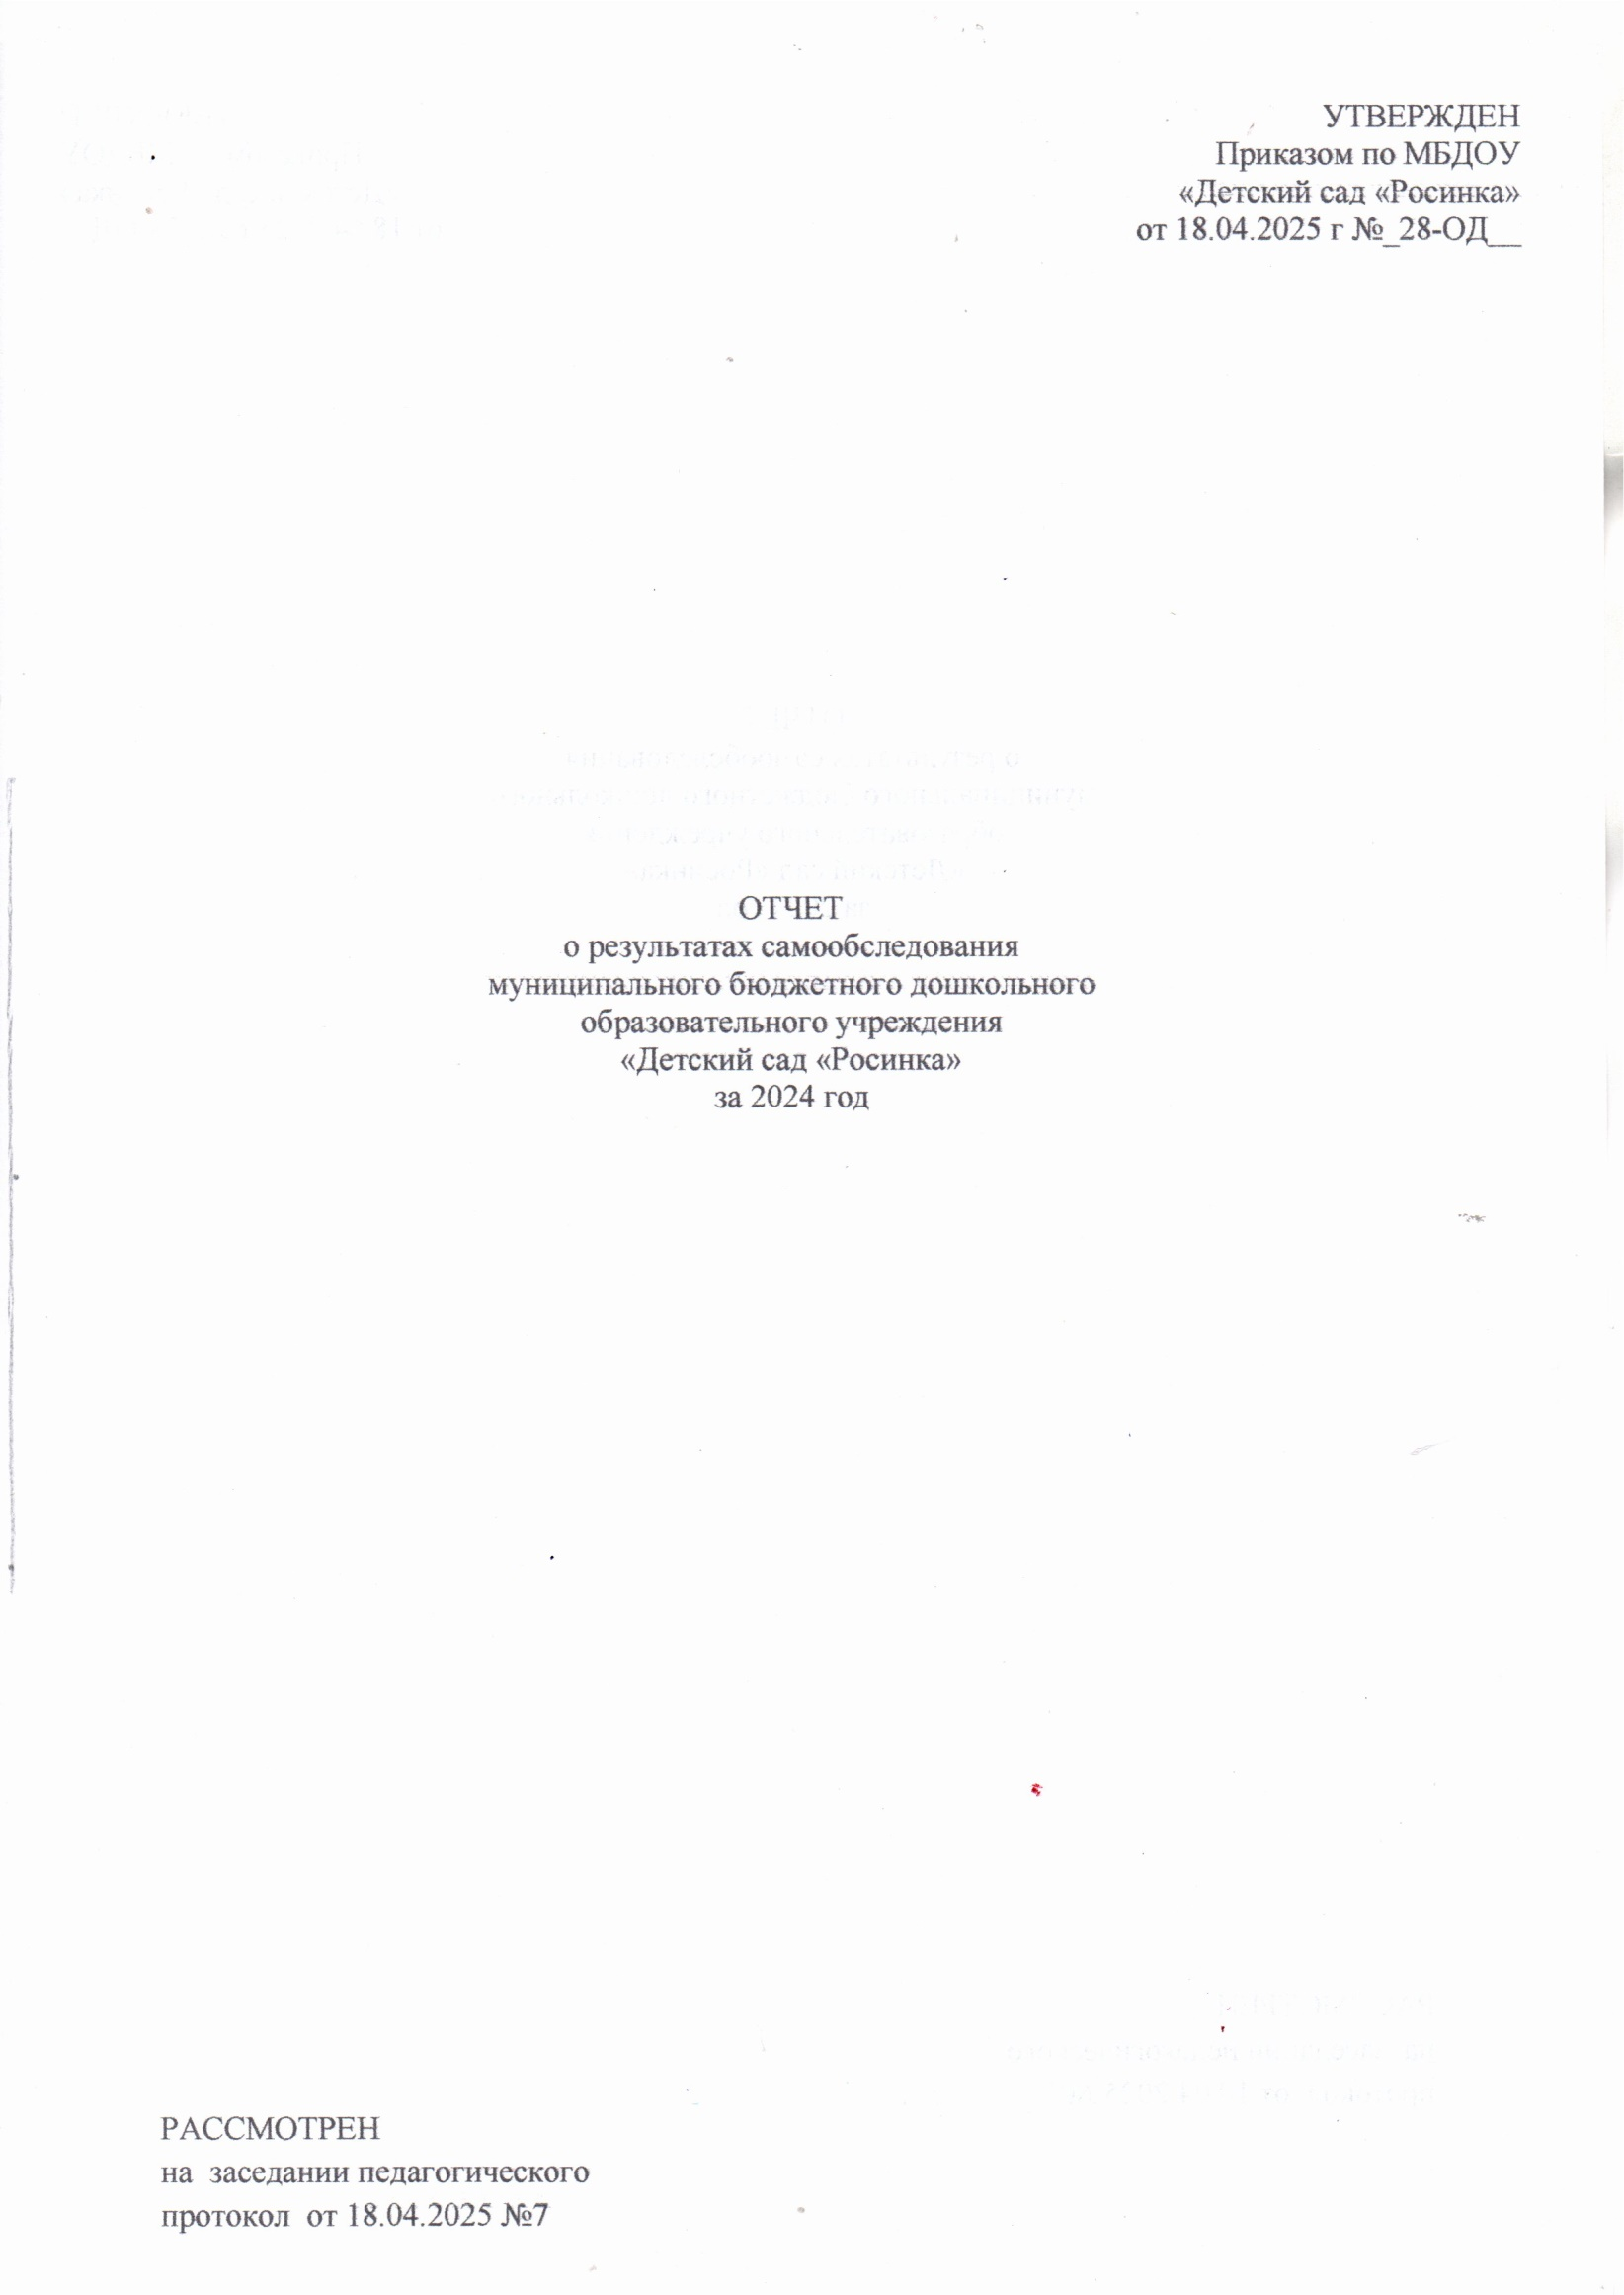 УТВЕРЖДЕН
Приказом по МБДОУ
«Детский сад «Росинка»
от 18.04.2025 г №_28-ОД__
ОТЧЕТ
о результатах самообследования
муниципального бюджетного дошкольного
образовательного учреждения
«Детский сад «Росинка»
за 2024 год
РАССМОТРЕН
на заседании педагогического
протокол от 18.04.2025 №7